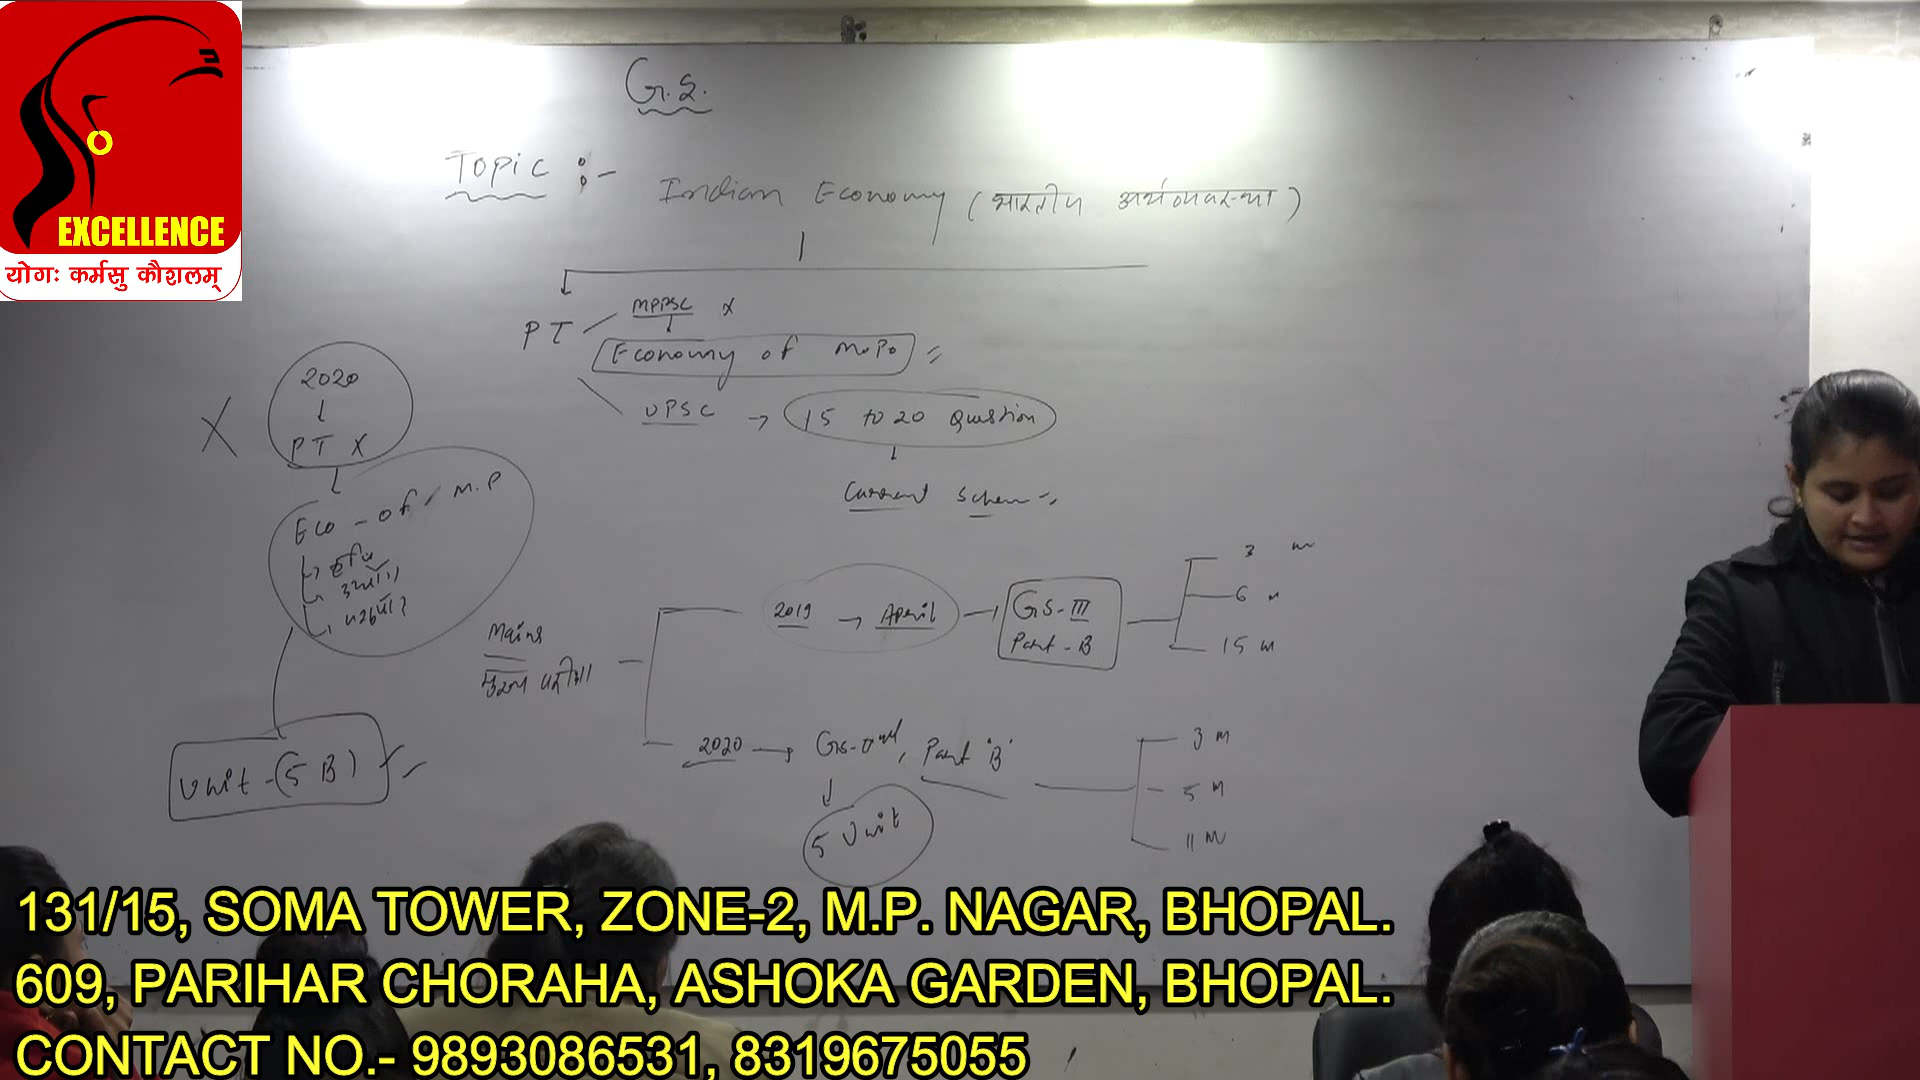 EXCELLENCE
योगः कर्मसु कौशलम्
G.S.
Topic :-
Indian Economy (भारतीय अर्थव्यवस्था)
PT
MPPSC X
Economy of M.P.
UPSC → 15 to 20 Question
Current Scheme
X
2020
PT X
Eco - of M.P
कृषि
उद्योग
Unit - (5 B)
Mains
मुख्य परीक्षा
2019 → April → GS-III
Part-B
3 m
6 m
15 m
2020 → GS-IInd, Part 'B'
5 Unit
3 m
5 m
11 m
131/15, SOMA TOWER, ZONE-2, M.P. NAGAR, BHOPAL.
609, PARIHAR CHORAHA, ASHOKA GARDEN, BHOPAL.
CONTACT NO.- 9893086531, 8319675055